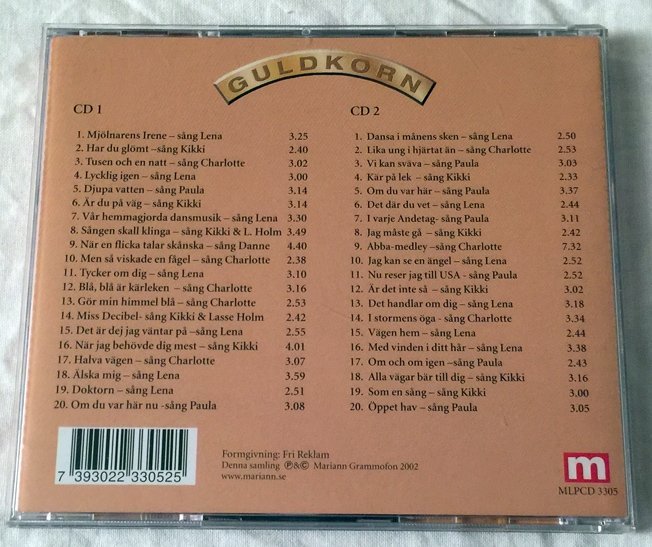 GULDKORN
CD 1
1. Mjölnarens Irene – sång Lena 3.25
2. Har du glömt – sång Kikki 2.40
3. Tusen och en natt – sång Charlotte 3.02
4. Lycklig igen – sång Lena 3.00
5. Djupa vatten – sång Paula 3.14
6. Är du på väg – sång Kikki 3.14
7. Vår hemmagjorda dansmusik – sång Lena 3.30
8. Sången skall klinga – sång Kikki & L. Holm 3.49
9. När en flicka talar skånska – sång Danne 4.40
10. Men så viskade en fågel – sång Charlotte 2.38
11. Tycker om dig – sång Lena 3.10
12. Blå, blå är kärleken – sång Charlotte 3.16
13. Gör min himmel blå – sång Charlotte 2.53
14. Miss Decibel- sång Kikki & Lasse Holm 2.42
15. Det är dej jag väntar på –sång Lena 2.55
16. När jag behövde dig mest – sång Kikki 4.01
17. Halva vägen – sång Charlotte 3.07
18. Älska mig – sång Lena 3.59
19. Doktorn – sång Lena 2.51
20. Om du var här nu -sång Paula 3.08
CD 2
1. Dansa i månens sken – sång Lena 2.50
2. Lika ung i hjärtat än – sång Charlotte 2.53
3. Vi kan sväva – sång Paula 3.03
4. Kär på lek – sång Kikki 2.33
5. Om du var här – sång Paula 3.37
6. Det där du vet – sång Lena 2.44
7. I varje Andetag- sång Paula 3.11
8. Jag måste gå – sång Kikki 2.42
9. Abba-medley –sång Charlotte 7.32
10. Jag kan se en ängel – sång Lena 2.52
11. Nu reser jag till USA - sång Paula 2.52
12. Är det inte så – sång Kikki 3.02
13. Det handlar om dig – sång Lena 3.18
14. I stormens öga - sång Charlotte 3.34
15. Vägen hem – sång Lena 2.44
16. Med vinden i ditt hår – sång Lena 3.38
17. Om och om igen –sång Paula 2.43
18. Alla vägar bär till dig – sång Kikki 3.16
19. Som en sång – sång Kikki 3.00
20. Öppet hav – sång Paula 3.05
7 393022 330525
Formgivning: Fri Reklam
Denna samling ℗&© Mariann Grammofon 2002
www.mariann.se
m
MLPCD 3305